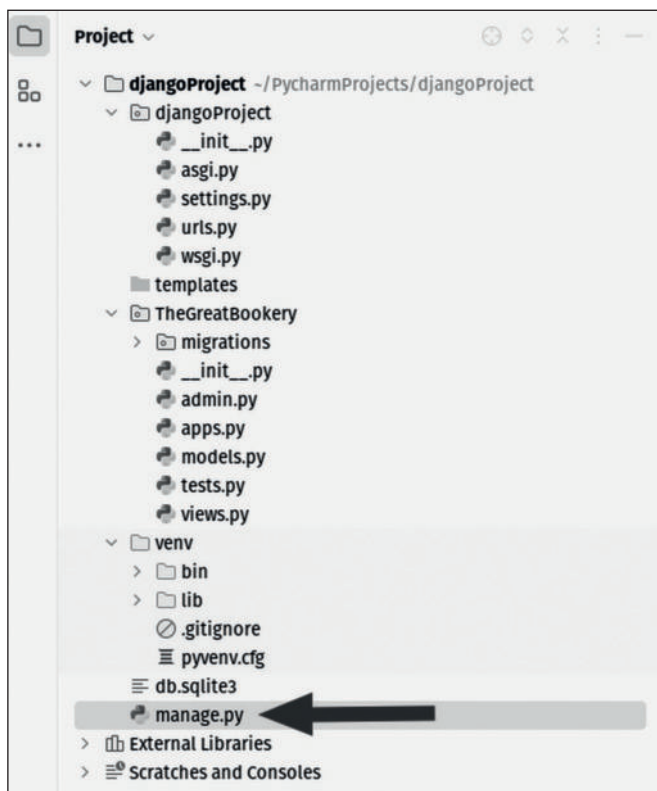 Project
djangoProject ~/PycharmProjects/djangoProject
djangoProject
__init__.py
asgi.py
settings.py
urls.py
wsgi.py
templates
TheGreatBookery
migrations
__init__.py
admin.py
apps.py
models.py
tests.py
views.py
venv
bin
lib
.gitignore
pyvenv.cfg
db.sqlite3
manage.py
External Libraries
Scratches and Consoles